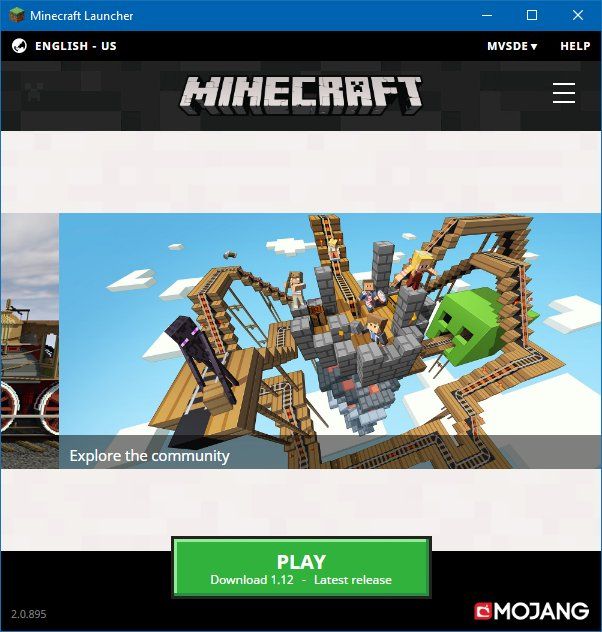 Minecraft Launcher
ENGLISH - US
MVSDE ▾
HELP
MINECRAFT
Explore the community
PLAY
Download 1.12 - Latest release
2.0.895
MOJANG